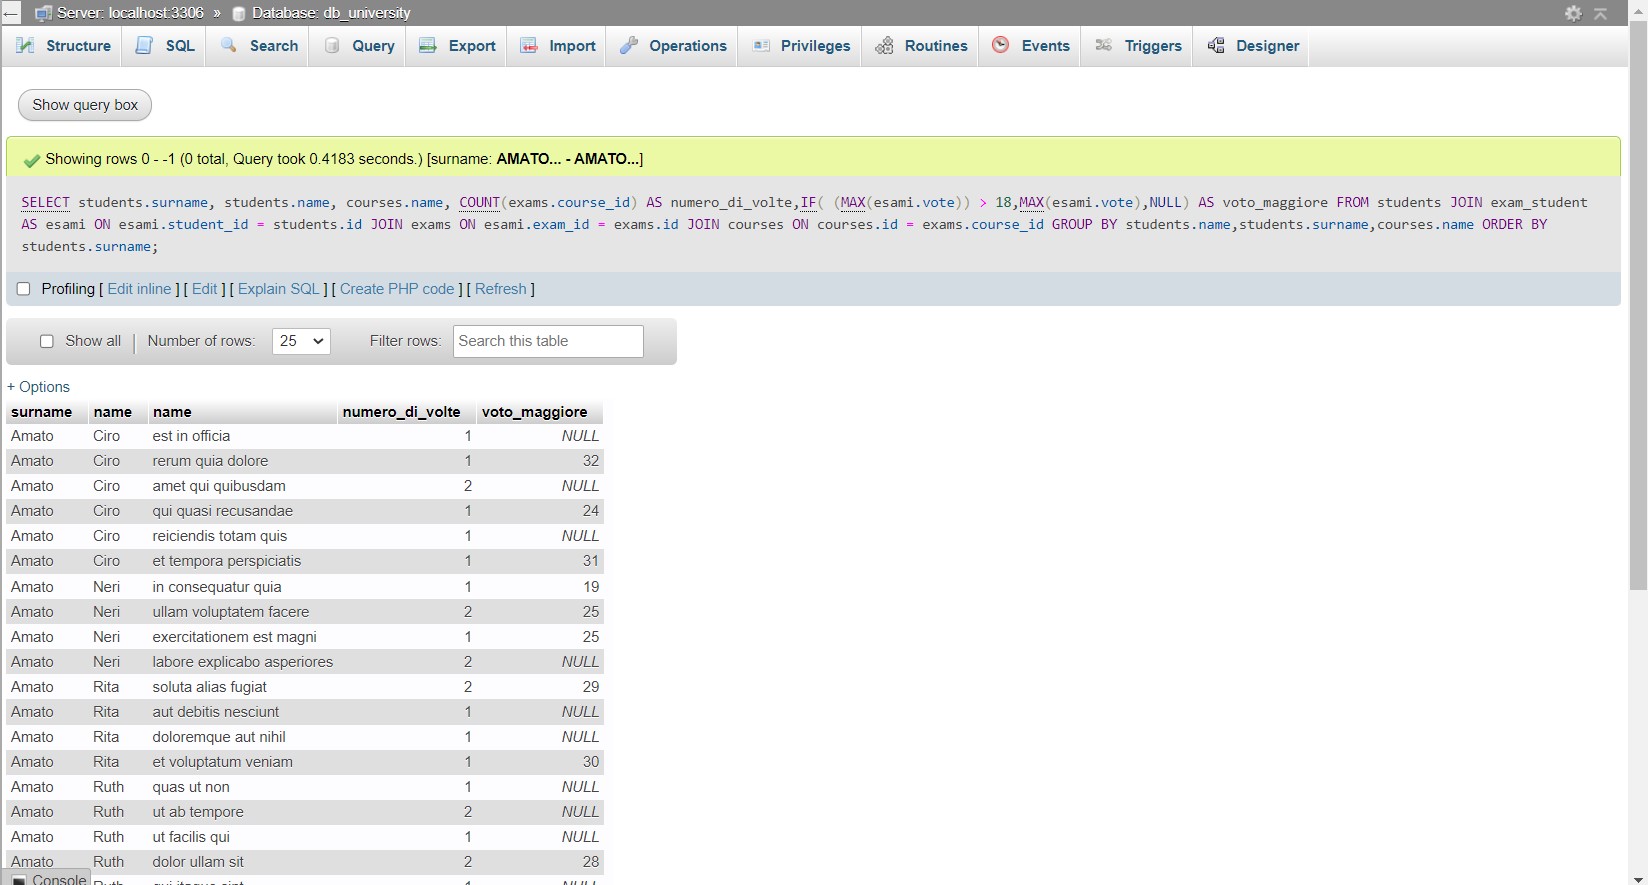 Server: localhost:3306 » Database: db_university
Structure SQL Search Query Export Import Operations Privileges Routines Events Triggers Designer
Show query box
Showing rows 0 - -1 (0 total, Query took 0.4183 seconds.) [surname: AMATO... - AMATO...]
SELECT students.surname, students.name, courses.name, COUNT(exams.course_id) AS numero_di_volte,IF( (MAX(esami.vote)) > 18,MAX(esami.vote),NULL) AS voto_maggiore FROM students JOIN exam_student
AS esami ON esami.student_id = students.id JOIN exams ON esami.exam_id = exams.id JOIN courses ON courses.id = exams.course_id GROUP BY students.name,students.surname,courses.name ORDER BY
students.surname;
Profiling [ Edit inline ] [ Edit ] [ Explain SQL ] [ Create PHP code ] [ Refresh ]
Show all | Number of rows: 25 Filter rows: Search this table
+ Options
surname name name numero_di_volte voto_maggiore
Amato Ciro est in officia 1 NULL
Amato Ciro rerum quia dolore 1 32
Amato Ciro amet qui quibusdam 2 NULL
Amato Ciro qui quasi recusandae 1 24
Amato Ciro reiciendis totam quis 1 NULL
Amato Ciro et tempora perspiciatis 1 31
Amato Neri in consequatur quia 1 19
Amato Neri ullam voluptatem facere 2 25
Amato Neri exercitationem est magni 1 25
Amato Neri labore explicabo asperiores 2 NULL
Amato Rita soluta alias fugiat 2 29
Amato Rita aut debitis nesciunt 1 NULL
Amato Rita doloremque aut nihil 1 NULL
Amato Rita et voluptatum veniam 1 30
Amato Ruth quas ut non 1 NULL
Amato Ruth ut ab tempore 2 NULL
Amato Ruth ut facilis qui 1 NULL
Amato Ruth dolor ullam sit 2 28
Console